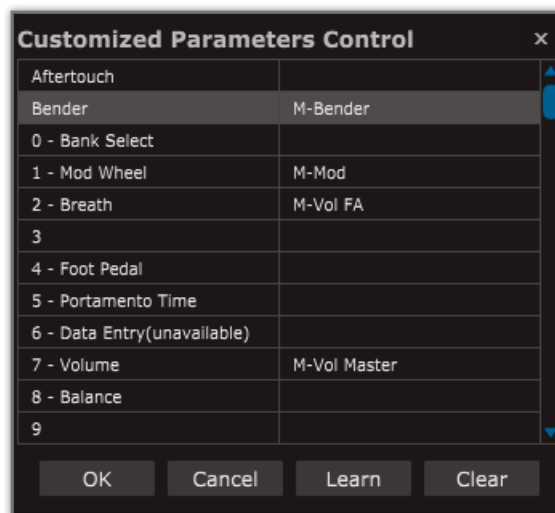 Customized Parameters Control x
Aftertouch
Bender M-Bender
0 - Bank Select
1 - Mod Wheel M-Mod
2 - Breath M-Vol FA
3
4 - Foot Pedal
5 - Portamento Time
6 - Data Entry(unavailable)
7 - Volume M-Vol Master
8 - Balance
9
OK Cancel Learn Clear